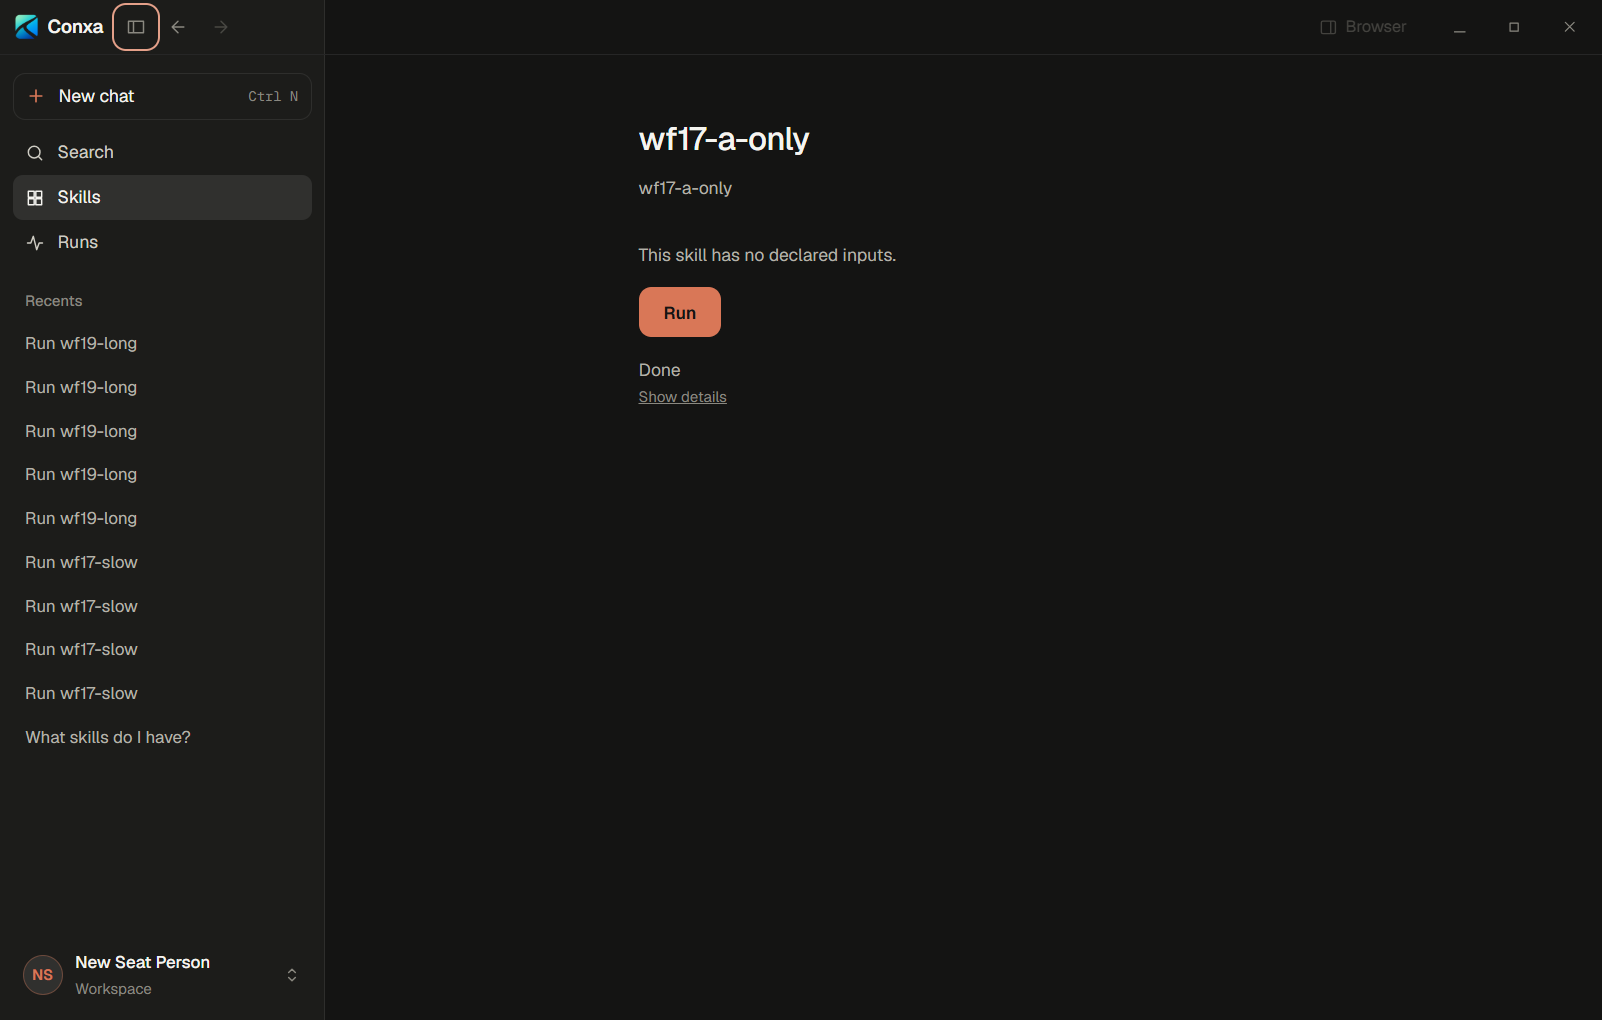 Conxa
Browser
New chat
Ctrl N
Search
Skills
Runs
Recents
Run wf19-long
Run wf19-long
Run wf19-long
Run wf19-long
Run wf19-long
Run wf17-slow
Run wf17-slow
Run wf17-slow
Run wf17-slow
What skills do I have?
NS
New Seat Person
Workspace
wf17-a-only
wf17-a-only
This skill has no declared inputs.
Run
Done
Show details